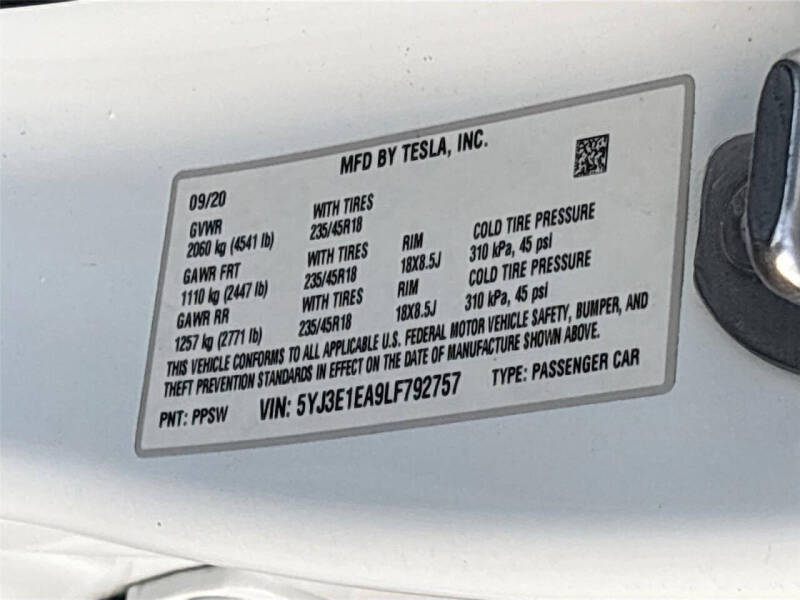 MFD BY TESLA, INC.
09/20
GVWR WITH TIRES
2060 kg (4541 lb) 235/45R18
GAWR FRT WITH TIRES RIM COLD TIRE PRESSURE
1110 kg (2447 lb) 235/45R18 18X8.5J 310 kPa, 45 psi
GAWR RR WITH TIRES RIM COLD TIRE PRESSURE
1257 kg (2771 lb) 235/45R18 18X8.5J 310 kPa, 45 psi
THIS VEHICLE CONFORMS TO ALL APPLICABLE U.S. FEDERAL MOTOR VEHICLE SAFETY, BUMPER, AND
THEFT PREVENTION STANDARDS IN EFFECT ON THE DATE OF MANUFACTURE SHOWN ABOVE.
PNT: PPSW VIN: 5YJ3E1EA9LF792757 TYPE: PASSENGER CAR